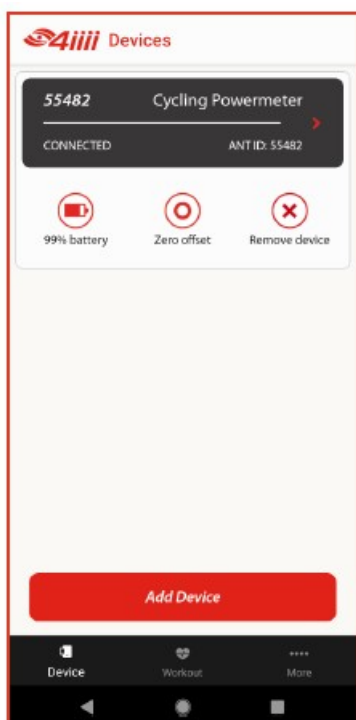 4iiii Devices
55482 Cycling Powermeter
CONNECTED ANT ID: 55482
99% battery Zero offset Remove device
Add Device
Device Workout More